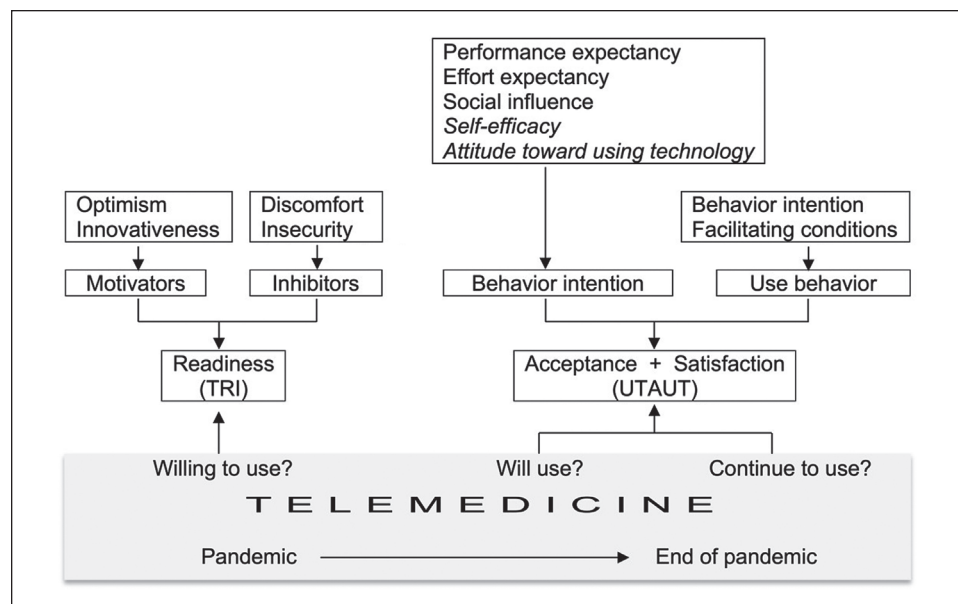 Performance expectancy
Effort expectancy
Social influence
Self-efficacy
Attitude toward using technology
Optimism
Innovativeness
Discomfort
Insecurity
Behavior intention
Facilitating conditions
Motivators
Inhibitors
Behavior intention
Use behavior
Readiness
(TRI)
Acceptance + Satisfaction
(UTAUT)
Willing to use?
Will use?
Continue to use?
TELEMEDICINE
Pandemic
End of pandemic